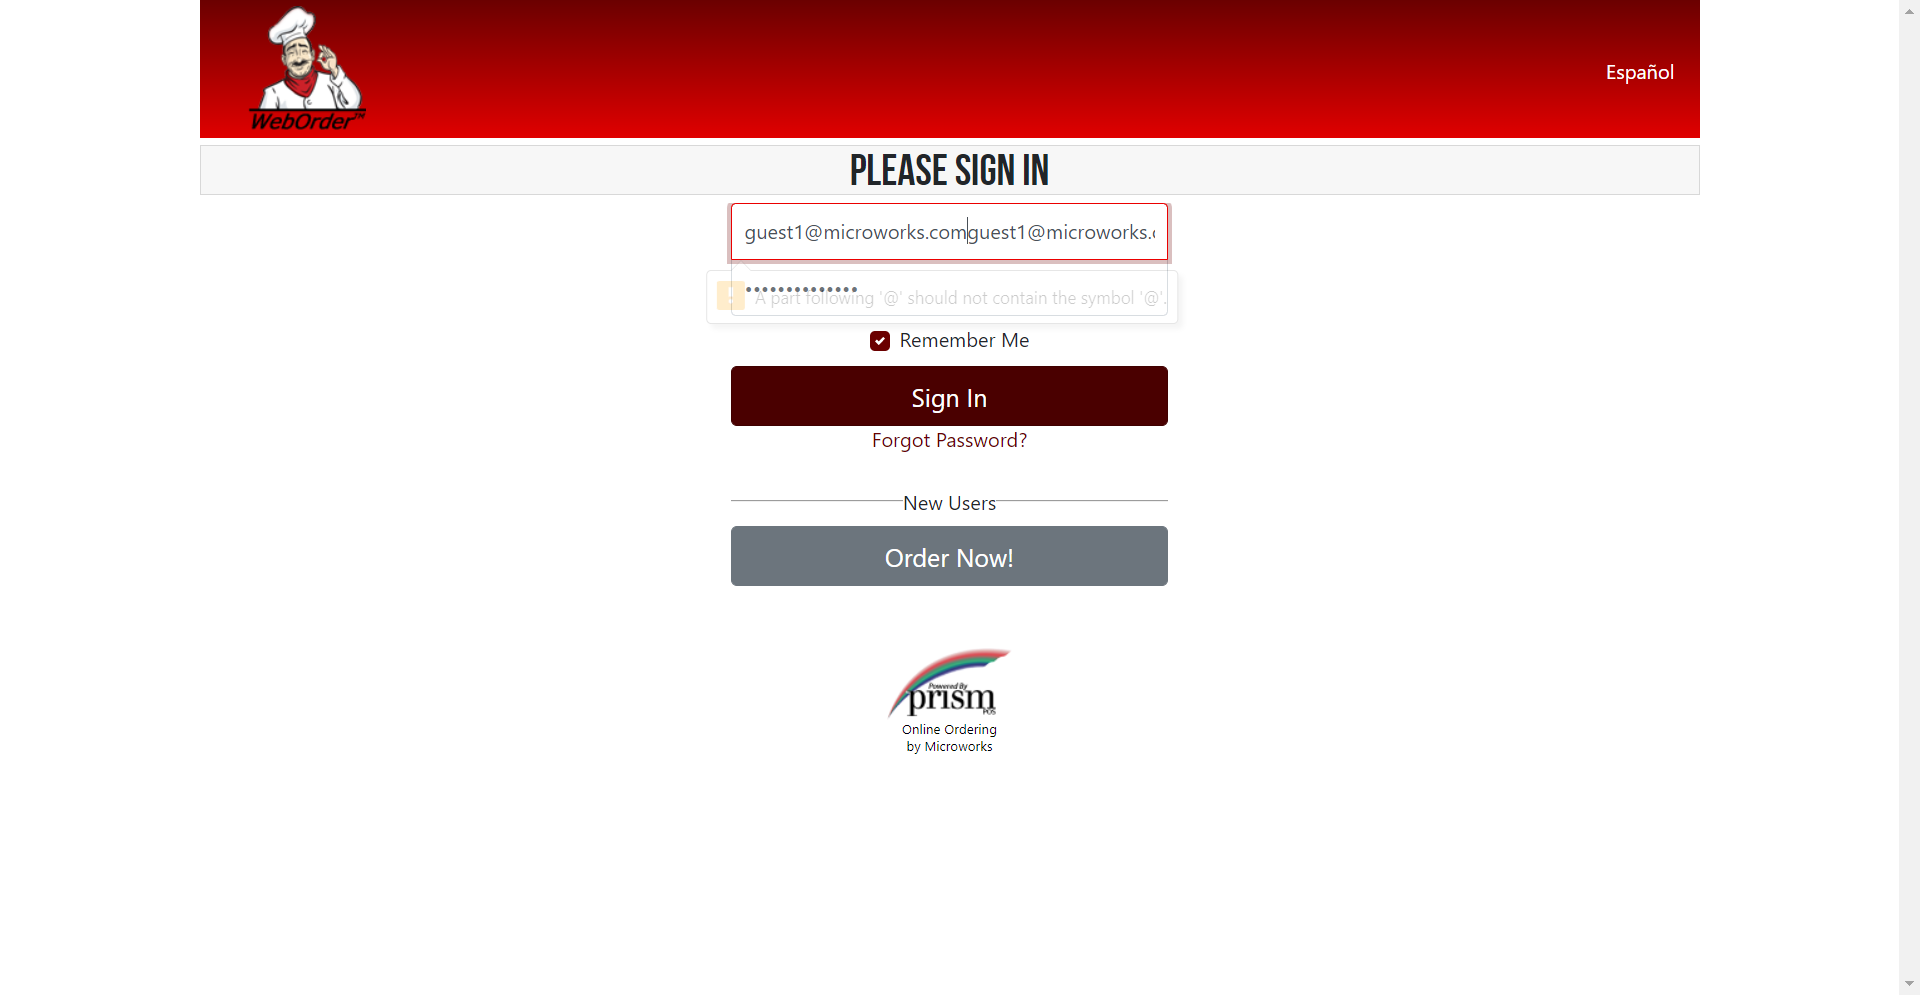 WebOrder™
Español
PLEASE SIGN IN
guest1@microworks.comguest1@microworks.c
••••••••••••••
A part following '@' should not contain the symbol '@'.
Remember Me
Sign In
Forgot Password?
New Users
Order Now!
Powered By
prism
POS
Online Ordering
by Microworks